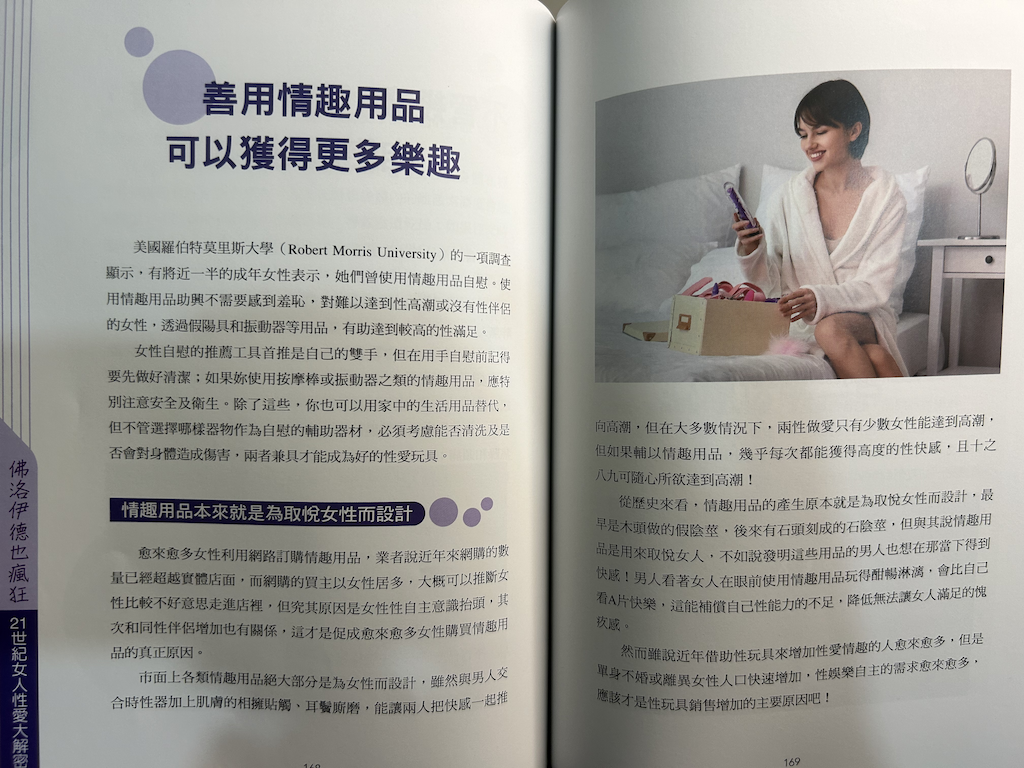 善用情趣用品
可以獲得更多樂趣
美國羅伯特莫里斯大學（Robert Morris University）的一項調查
顯示，有將近一半的成年女性表示，她們曾使用情趣用品自慰。使
用情趣用品助興不需要感到羞恥，對難以達到性高潮或沒有性伴侶
的女性，透過假陽具和振動器等用品，有助達到較高的性滿足。
女性自慰的推薦工具首推是自己的雙手，但在用手自慰前記得
要先做好清潔；如果妳使用按摩棒或振動器之類的情趣用品，應特
別注意安全及衛生。除了這些，你也可以用家中的生活用品替代，
但不管選擇哪樣器物作為自慰的輔助器材，必須考慮能否清洗及是
否會對身體造成傷害，兩者兼具才能成為好的性愛玩具。
情趣用品本來就是為取悅女性而設計
愈來愈多女性利用網路訂購情趣用品，業者說近年來網購的數
量已經超越實體店面，而網購的買主以女性居多，大概可以推斷女
性比較不好意思走進店裡，但究其原因是女性性自主意識抬頭，其
次和同性伴侶增加也有關係，這才是促成愈來愈多女性購買情趣用
品的真正原因。
市面上各類情趣用品絕大部分是為女性而設計，雖然與男人交
合時性器加上肌膚的相擁貼觸、耳鬢廝磨，能讓兩人把快感一起推
168
佛洛伊德也瘋狂
21世紀女人性愛大解密
向高潮，但在大多數情況下，兩性做愛只有少數女性能達到高潮，
但如果輔以情趣用品，幾乎每次都能獲得高度的性快感，且十之
八九可隨心所欲達到高潮！
從歷史來看，情趣用品的產生原本就是為取悅女性而設計，最
早是木頭做的假陰莖，後來有石頭刻成的石陰莖，但與其說情趣用
品是用來取悅女人，不如說發明這些用品的男人也想在那當下得到
快感！男人看著女人在眼前使用情趣用品玩得酣暢淋漓，會比自己
看A片快樂，這能補償自己性能力的不足，降低無法讓女人滿足的愧
疚感。
然而雖說近年借助性玩具來增加性愛情趣的人愈來愈多，但是
單身不婚或離異女性人口快速增加，性娛樂自主的需求愈來愈多，
應該才是性玩具銷售增加的主要原因吧！
169